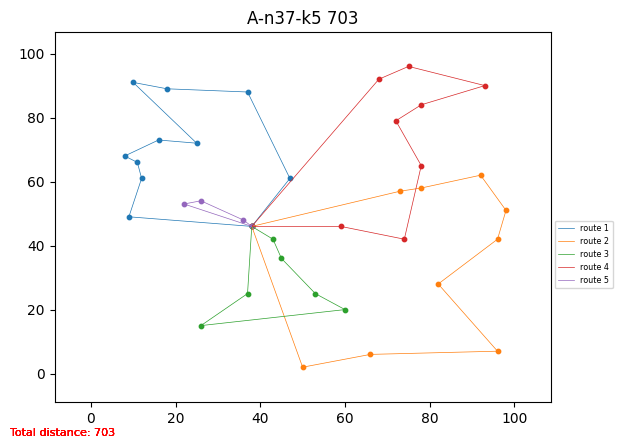 A-n37-k5 703
100
80
60
40
20
0
0 20 40 60 80 100
route 1
route 2
route 3
route 4
route 5
Total distance: 703